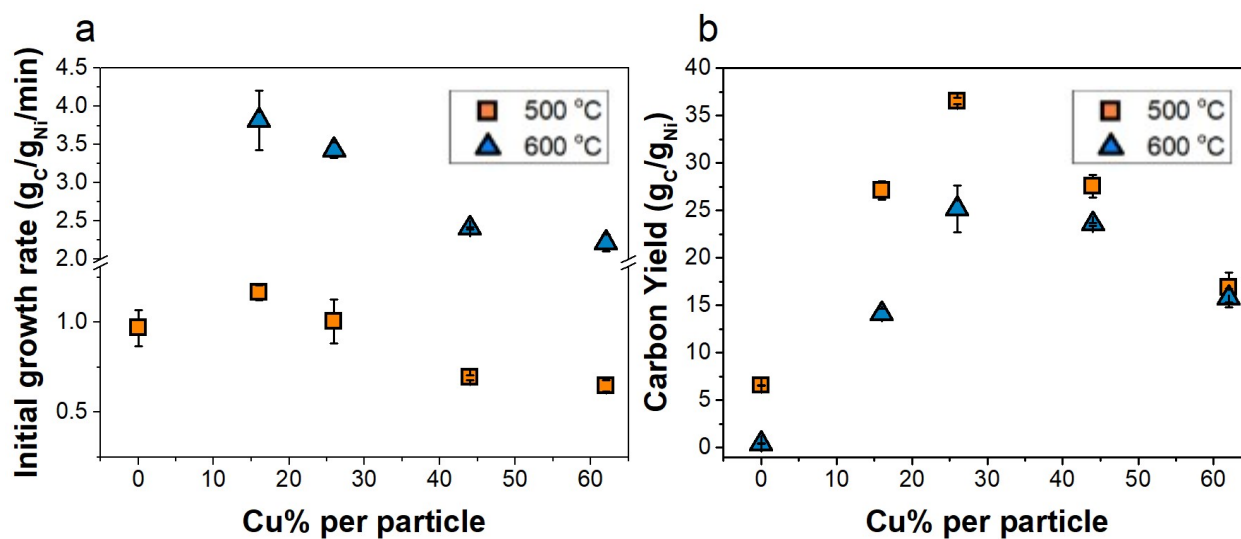 a
Initial growth rate (gC/gNi/min)
4.5
4.0
3.5
3.0
2.5
2.0
1.0
0.5
500 °C
600 °C
0 10 20 30 40 50 60
Cu% per particle
b
Carbon Yield (gC/gNi)
40
35
30
25
20
15
10
5
0
500 °C
600 °C
0 10 20 30 40 50 60
Cu% per particle